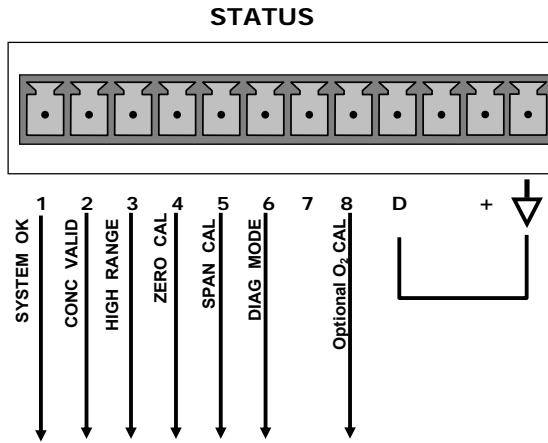 STATUS
1 2 3 4 5 6 7 8 D +
SYSTEM OK
CONC VALID
HIGH RANGE
ZERO CAL
SPAN CAL
DIAG MODE
Optional O₂ CAL